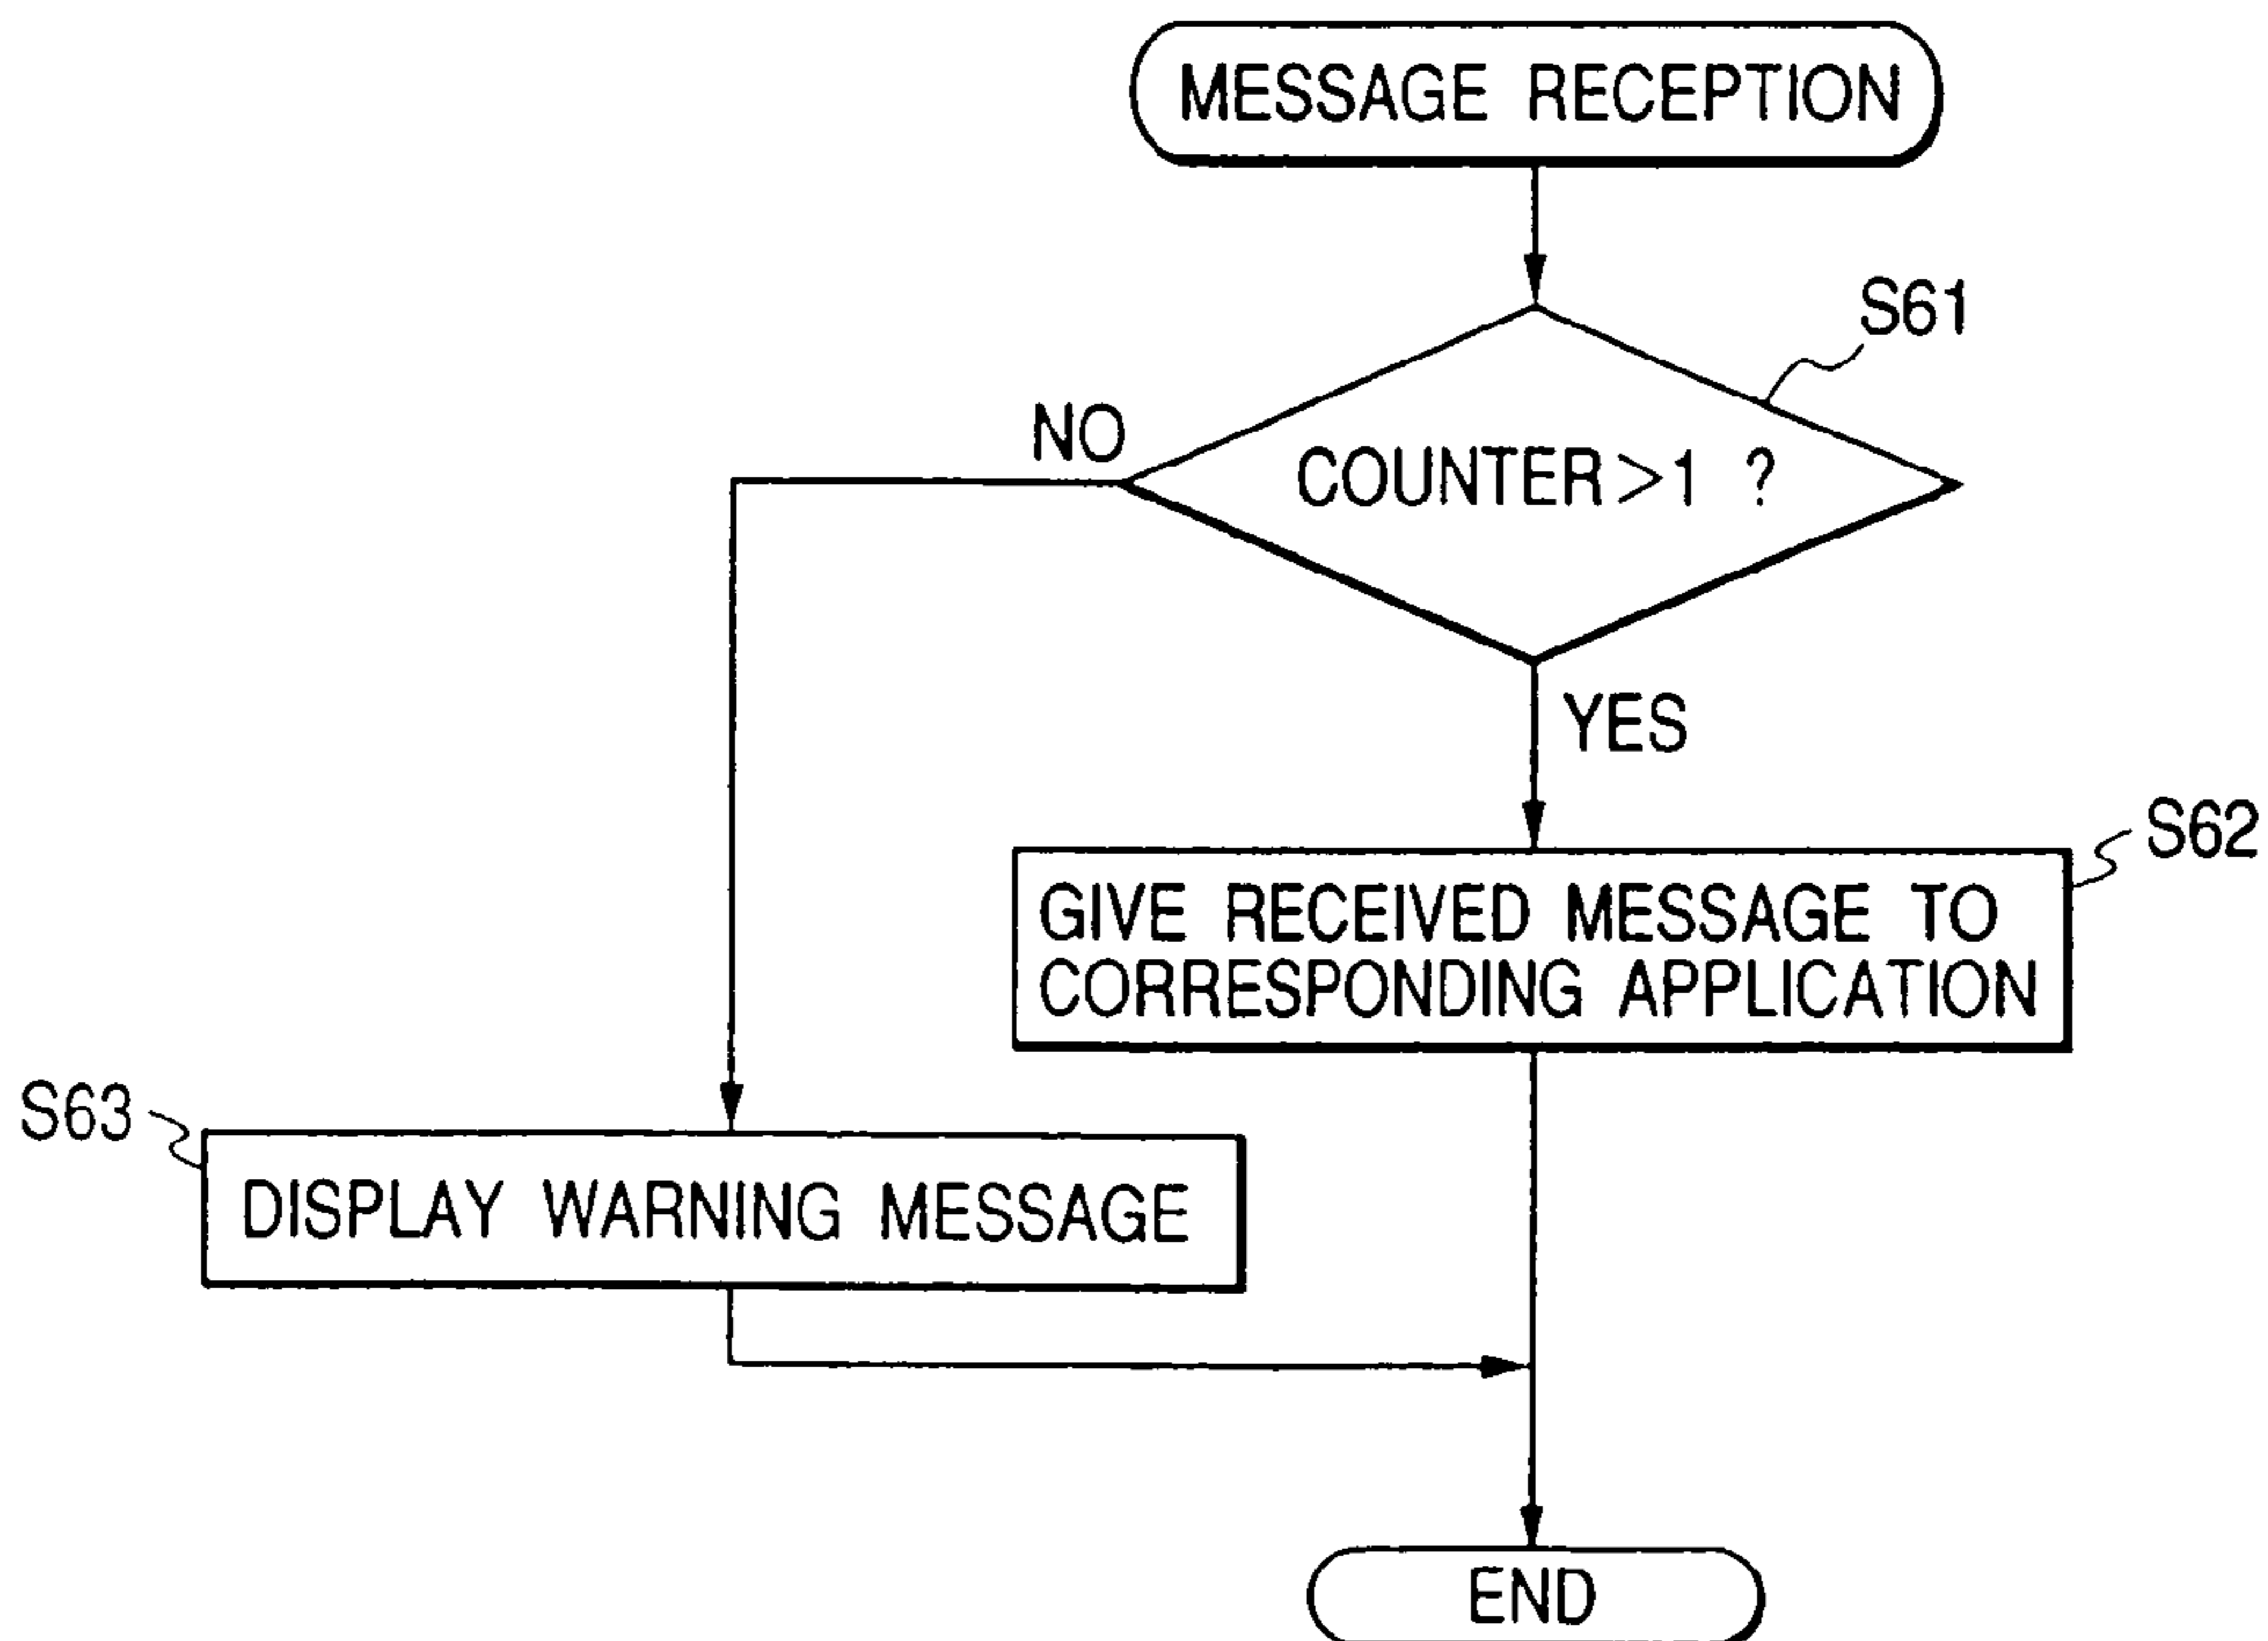 MESSAGE RECEPTION
S61
NO
COUNTER>1 ?
YES
S62
GIVE RECEIVED MESSAGE TO
CORRESPONDING APPLICATION
S63
DISPLAY WARNING MESSAGE
END